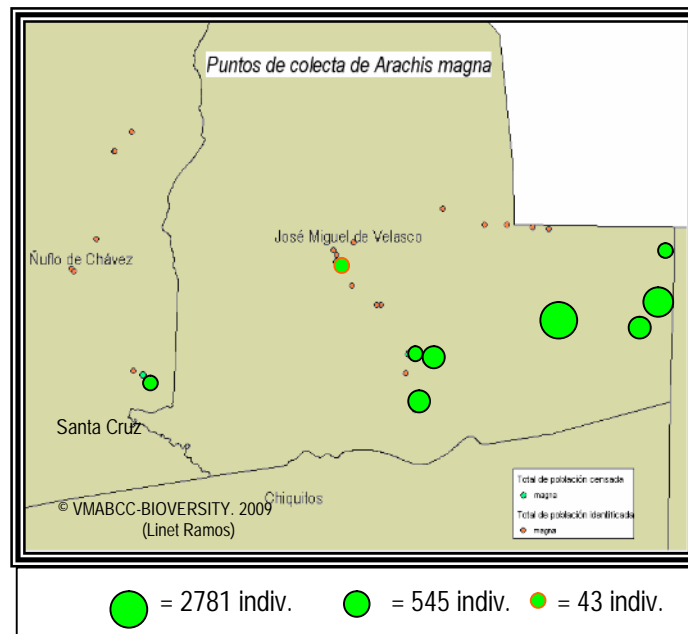 Puntos de colecta de Arachis magna
José Miguel de Velasco
Ñuflo de Chávez
Santa Cruz
Chiquitos
© VMABCC-BIOVERSITY. 2009
(Linet Ramos)
Total de población censada
magna
Total de población identificada
magna
= 2781 indiv.
= 545 indiv.
= 43 indiv.